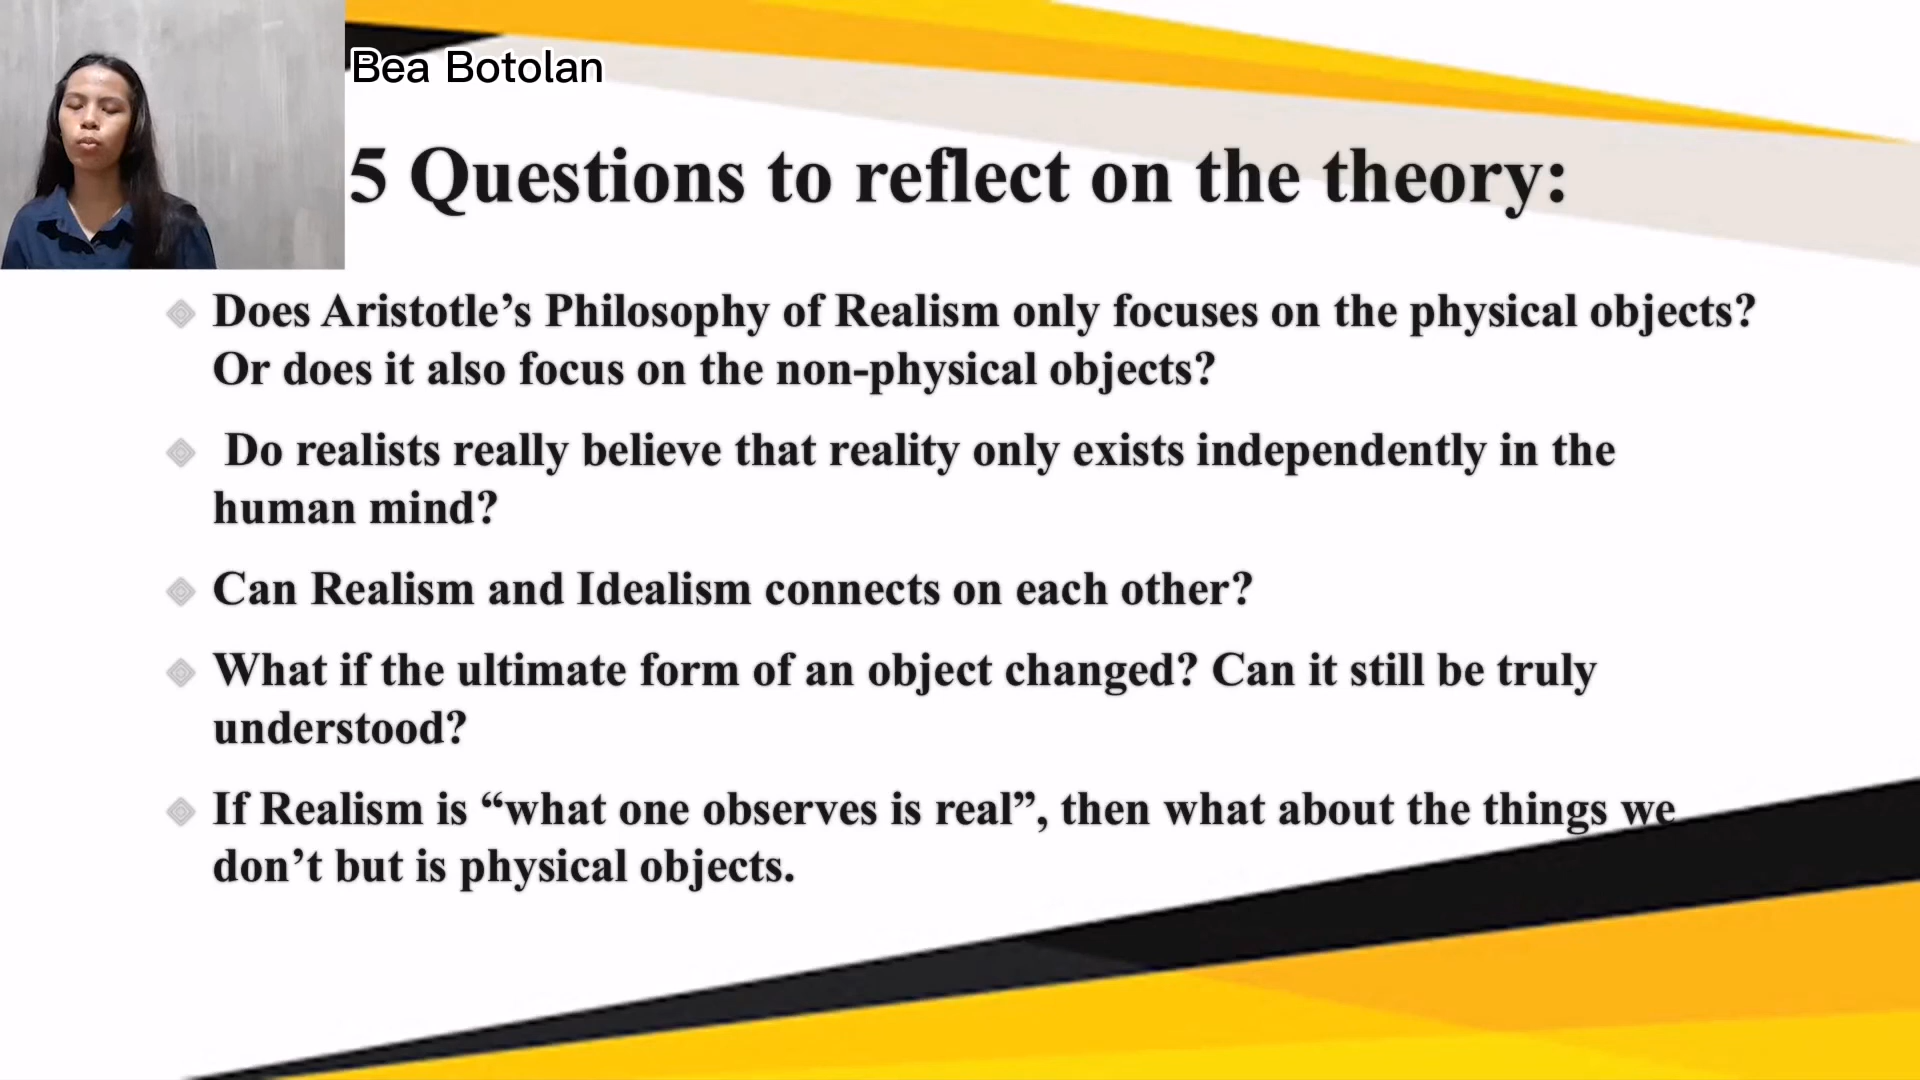 Bea Botolan
5 Questions to reflect on the theory:
Does Aristotle’s Philosophy of Realism only focuses on the physical objects?
Or does it also focus on the non-physical objects?
Do realists really believe that reality only exists independently in the
human mind?
Can Realism and Idealism connects on each other?
What if the ultimate form of an object changed? Can it still be truly
understood?
If Realism is “what one observes is real”, then what about the things we
don’t but is physical objects.